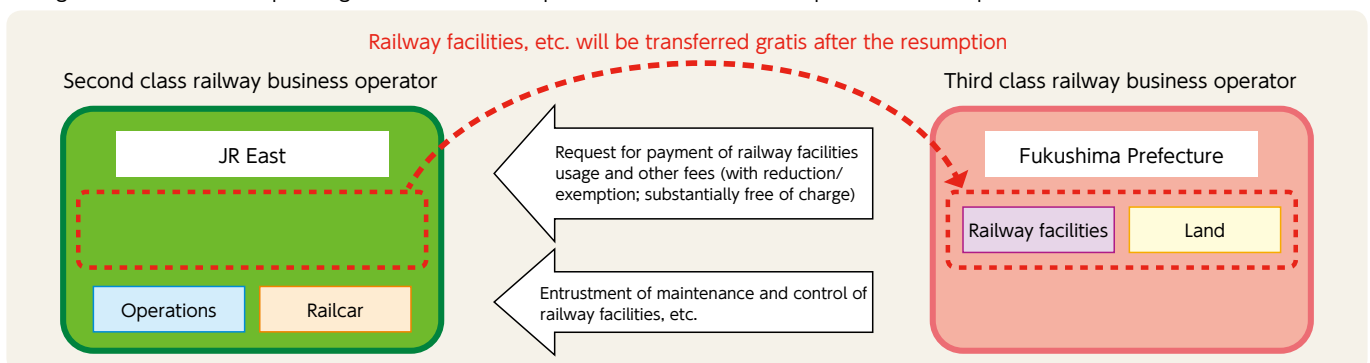 Railway facilities, etc. will be transferred gratis after the resumption
Second class railway business operator
Third class railway business operator
JR East
Request for payment of railway facilities
usage and other fees (with reduction/
exemption; substantially free of charge)
Fukushima Prefecture
Railway facilities
Land
Operations
Railcar
Entrustment of maintenance and control of
railway facilities, etc.